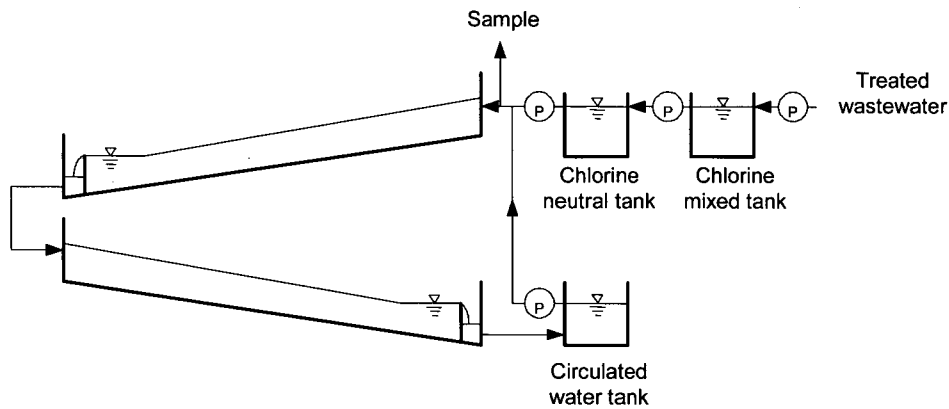 Sample
Treated
wastewater
P
P
P
Chlorine
neutral tank
Chlorine
mixed tank
P
Circulated
water tank